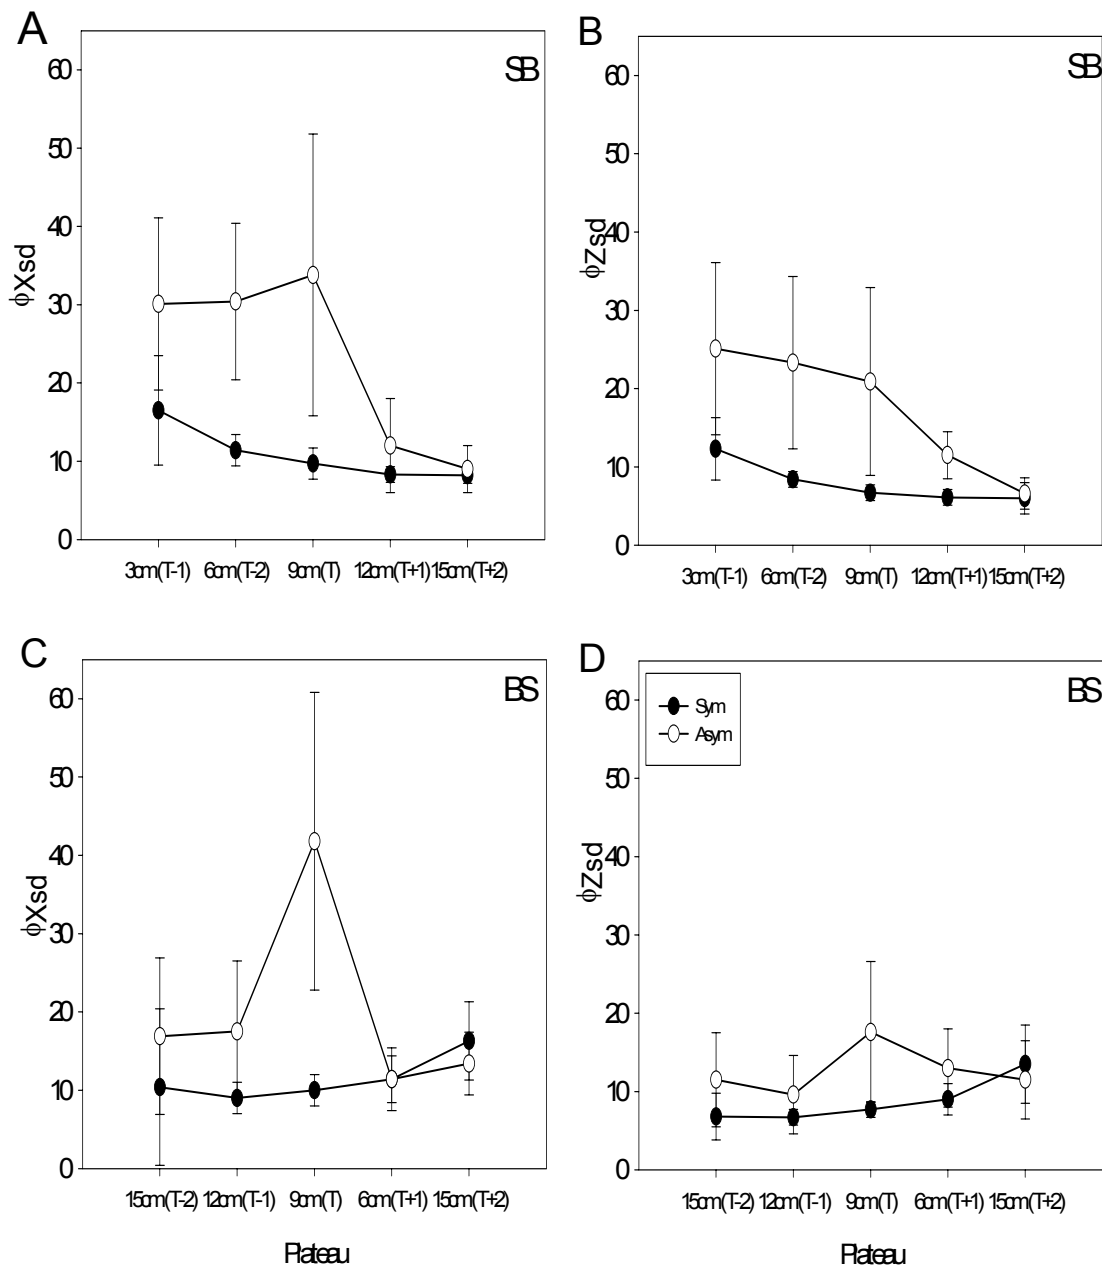 A
SB
60
50
40
30
20
10
0
ϕXsd
3cm(T-1) 6cm(T-2) 9cm(T) 12cm(T+1) 15cm(T+2)
B
SB
60
50
40
30
20
10
0
ϕZsd
3cm(T-1) 6cm(T-2) 9cm(T) 12cm(T+1) 15cm(T+2)
C
BS
60
50
40
30
20
10
0
ϕXsd
15cm(T-2) 12cm(T-1) 9cm(T) 6cm(T+1) 15cm(T+2)
Plateau
D
BS
Sym
Asym
60
50
40
30
20
10
0
ϕZsd
15cm(T-2) 12cm(T-1) 9cm(T) 6cm(T+1) 15cm(T+2)
Plateau